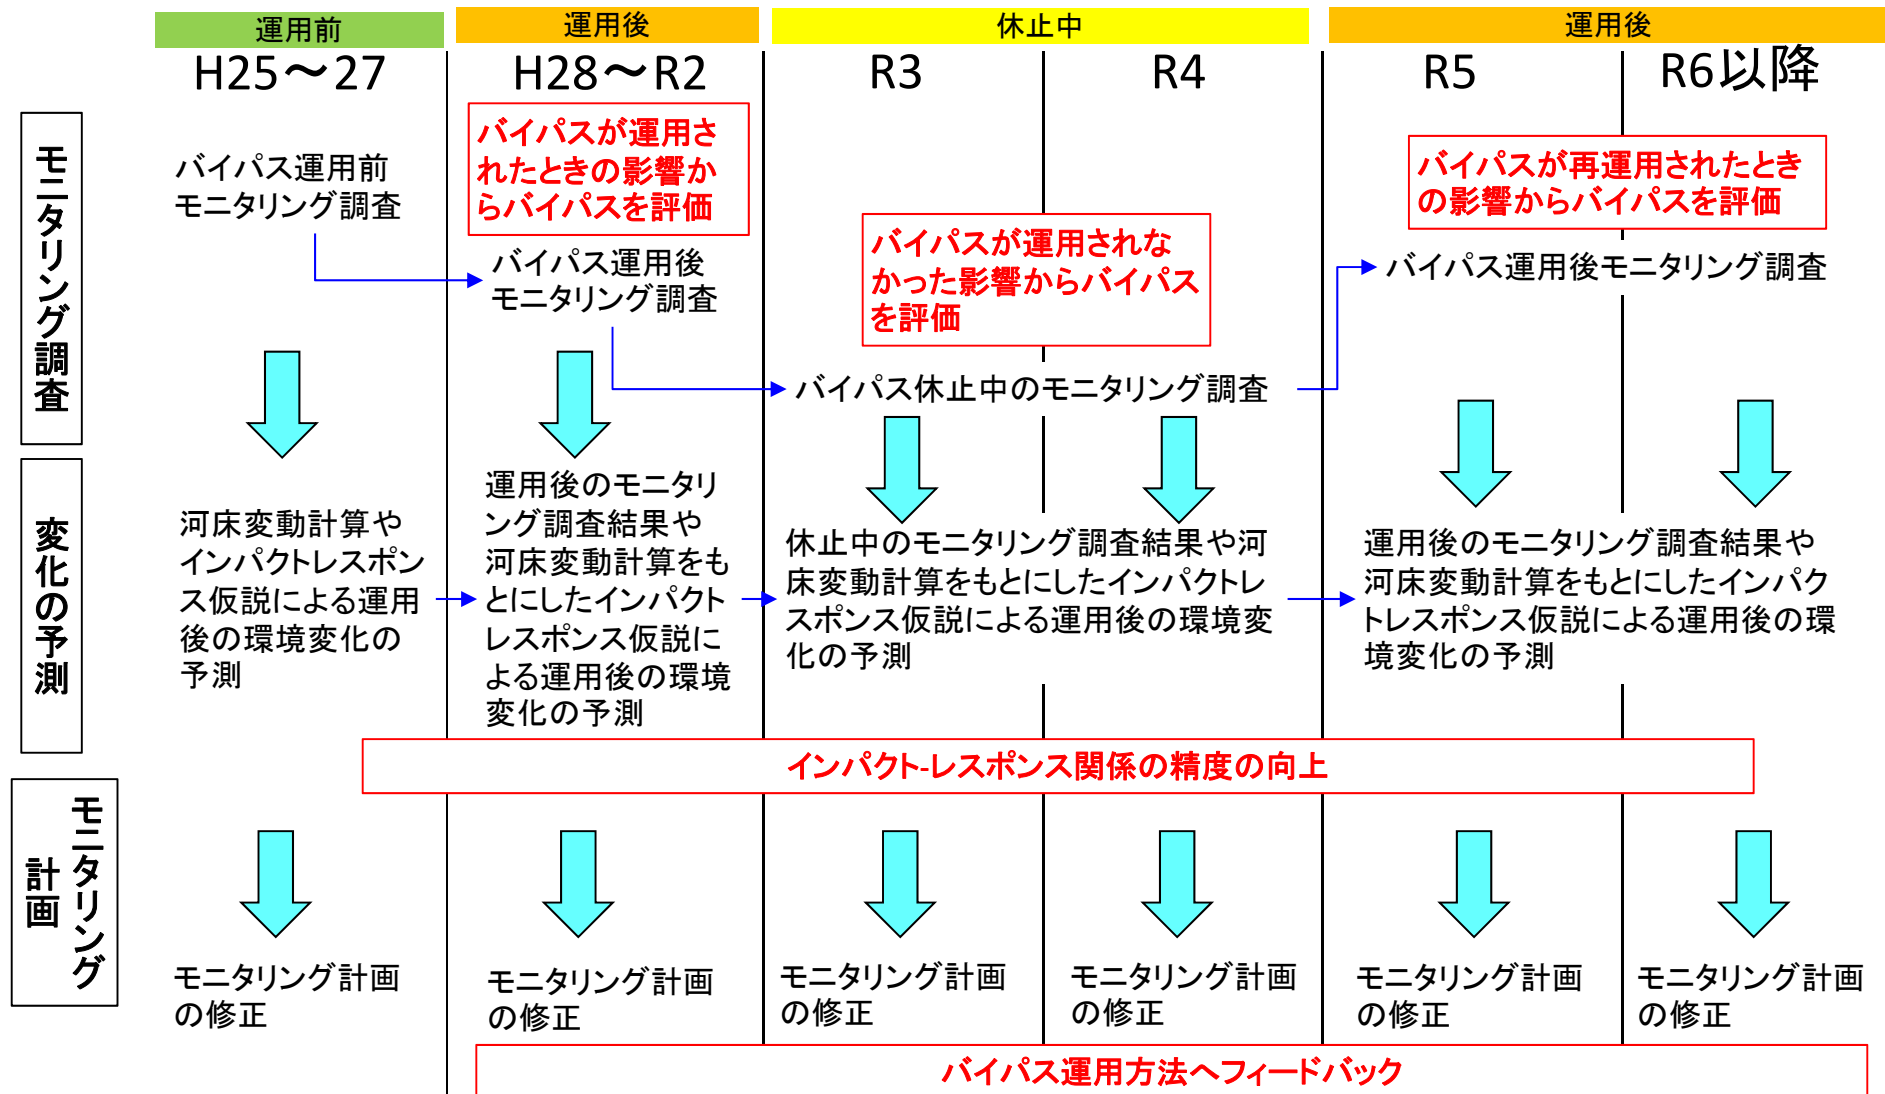 運用前
運用後
休止中
運用後
H25～27
H28～R2
R3
R4
R5
R6以降
モニタリング調査
バイパス運用前
モニタリング調査
バイパスが運用さ
れたときの影響か
らバイパスを評価
バイパス運用後
モニタリング調査
バイパスが運用されな
かった影響からバイパス
を評価
バイパス休止中のモニタリング調査
バイパスが再運用されたとき
の影響からバイパスを評価
バイパス運用後モニタリング調査
変化の予測
河床変動計算や
インパクトレスポン
ス仮説による運用
後の環境変化の
予測
運用後のモニタリ
ング調査結果や
河床変動計算をも
とにしたインパクト
レスポンス仮説に
よる運用後の環境
変化の予測
休止中のモニタリング調査結果や河
床変動計算をもとにしたインパクトレ
スポンス仮説による運用後の環境変
化の予測
運用後のモニタリング調査結果や
河床変動計算をもとにしたインパク
トレスポンス仮説による運用後の環
境変化の予測
インパクト-レスポンス関係の精度の向上
モニタリング
計画
モニタリング計画
の修正
モニタリング計画
の修正
モニタリング計画
の修正
モニタリング計画
の修正
モニタリング計画
の修正
モニタリング計画
の修正
バイパス運用方法へフィードバック